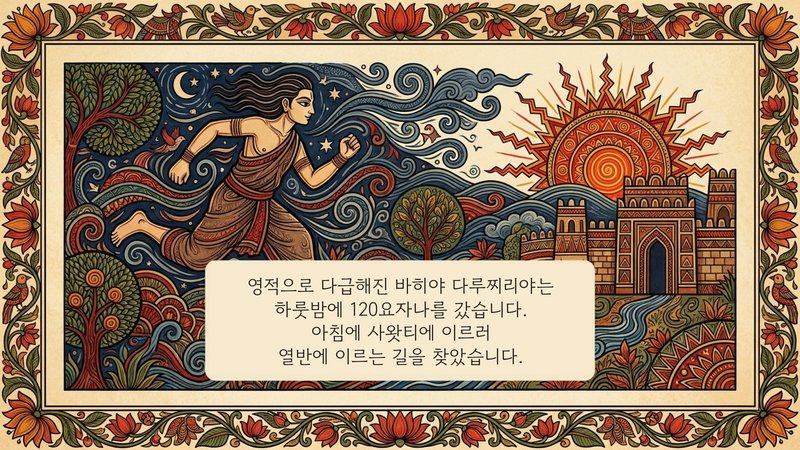 영적으로 다급해진 바히야 다루찌리야는
하룻밤에 120요자나를 갔습니다.
아침에 사왓티에 이르러
열반에 이르는 길을 찾았습니다.